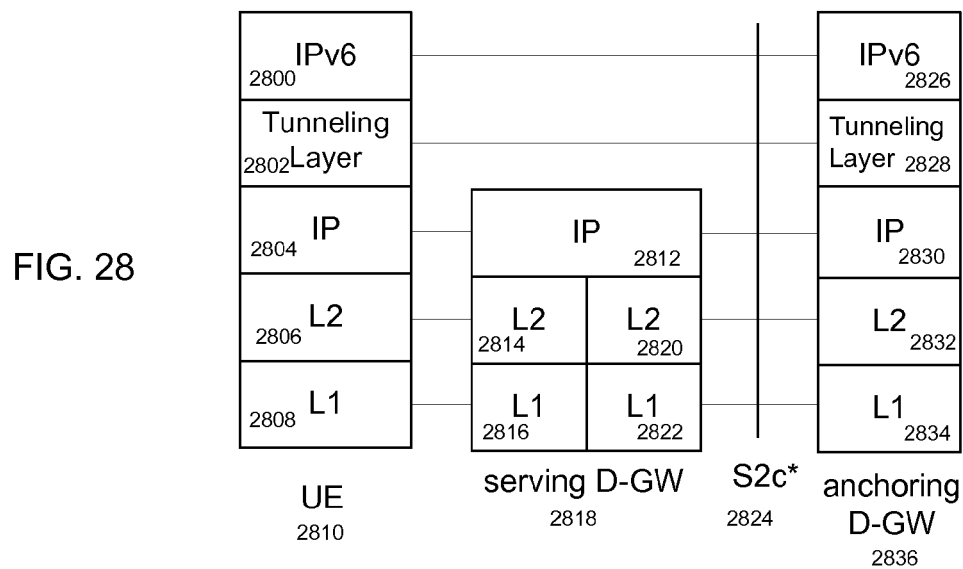 FIG. 28
IPv6
2800
Tunneling
2802 Layer
IP
2804
L2
2806
L1
2808
UE
2810
IP
2812
L2
2814
L2
2820
L1
2816
L1
2822
serving D-GW
2818
S2c*
2824
IPv6
2826
Tunneling
Layer 2828
IP
2830
L2
2832
L1
2834
anchoring
D-GW
2836